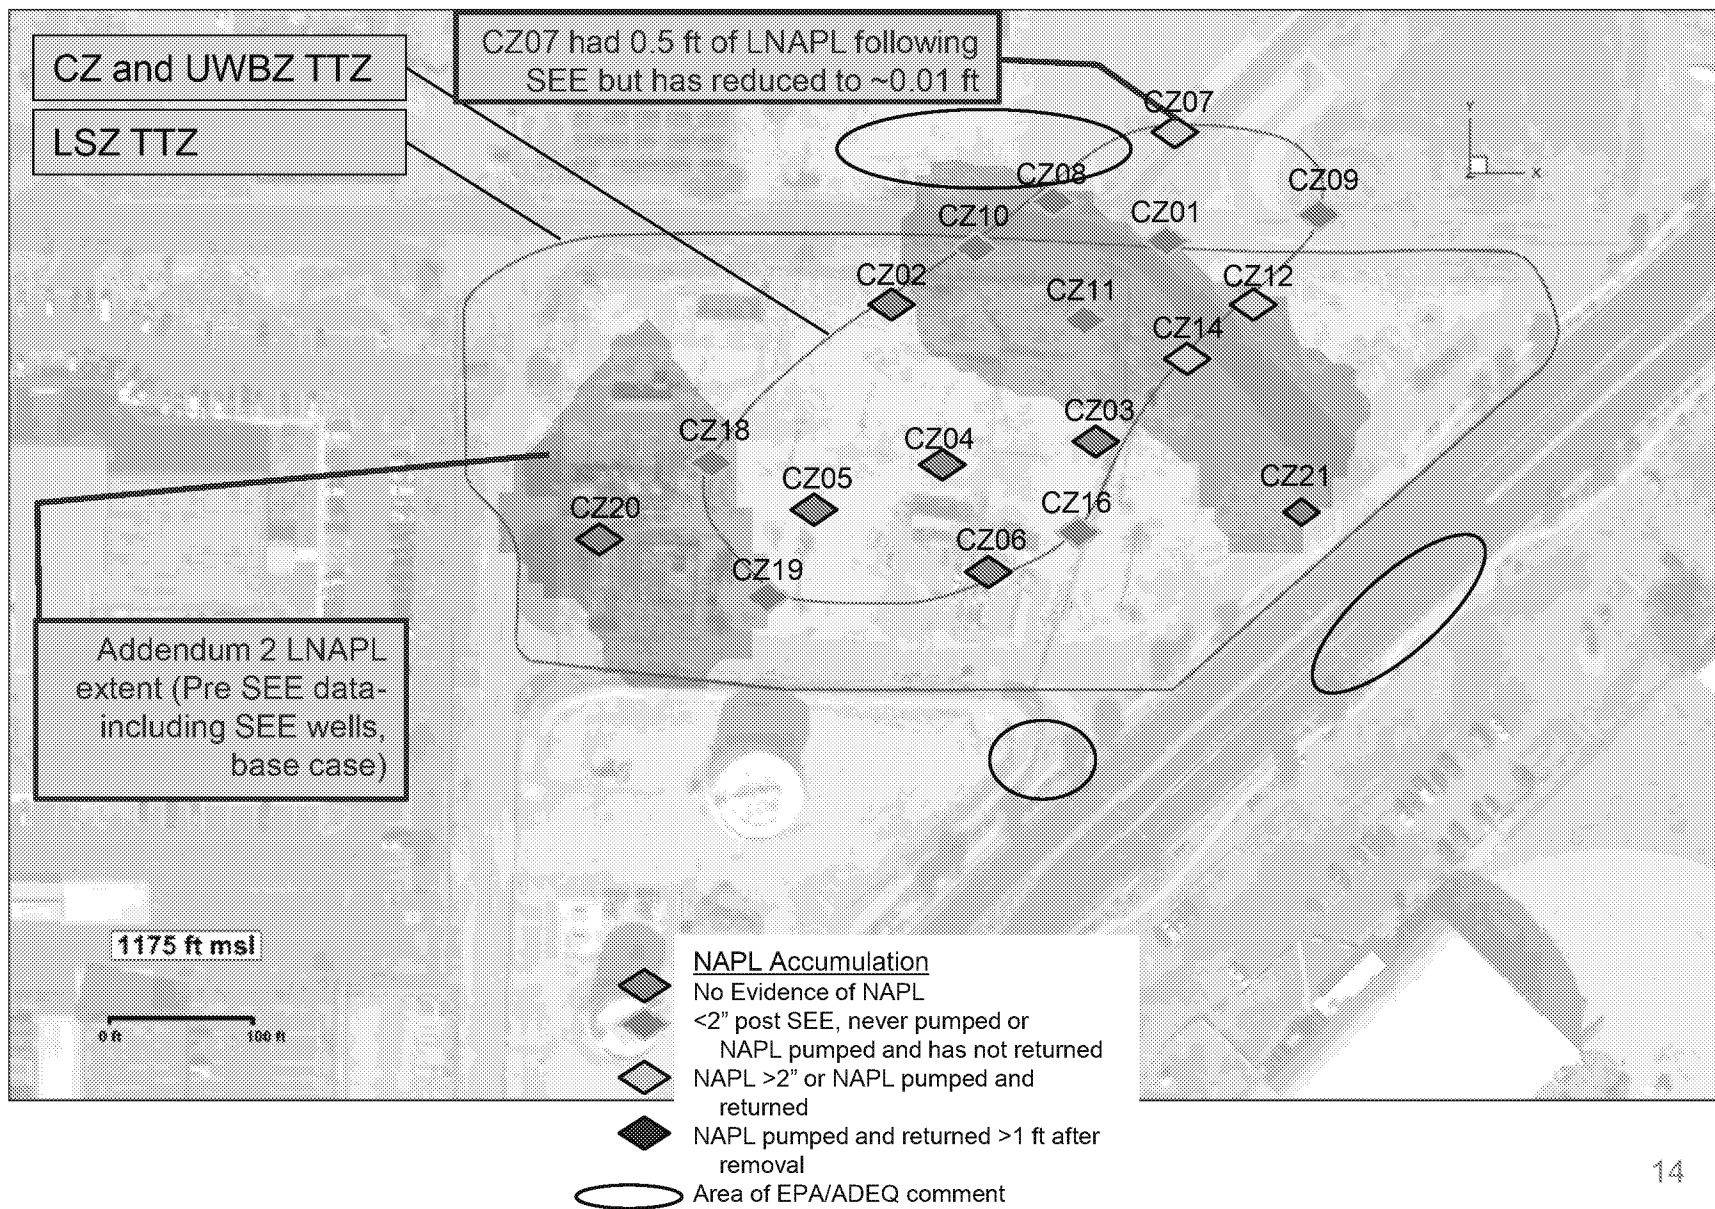 CZ07 had 0.5 ft of LNAPL following
SEE but has reduced to ~0.01 ft
CZ and UWBZ TTZ
LSZ TTZ
CZ07
CZ08
CZ09
Y
Z
X
CZ10
CZ01
CZ02
CZ11
CZ12
CZ14
CZ18
CZ04
CZ03
CZ05
CZ21
CZ20
CZ16
CZ06
CZ19
Addendum 2 LNAPL
extent (Pre SEE data-
including SEE wells,
base case)
1175 ft msl
0 ft
100 ft
NAPL Accumulation
No Evidence of NAPL
<2” post SEE, never pumped or
NAPL pumped and has not returned
NAPL >2” or NAPL pumped and
returned
NAPL pumped and returned >1 ft after
removal
Area of EPA/ADEQ comment
14